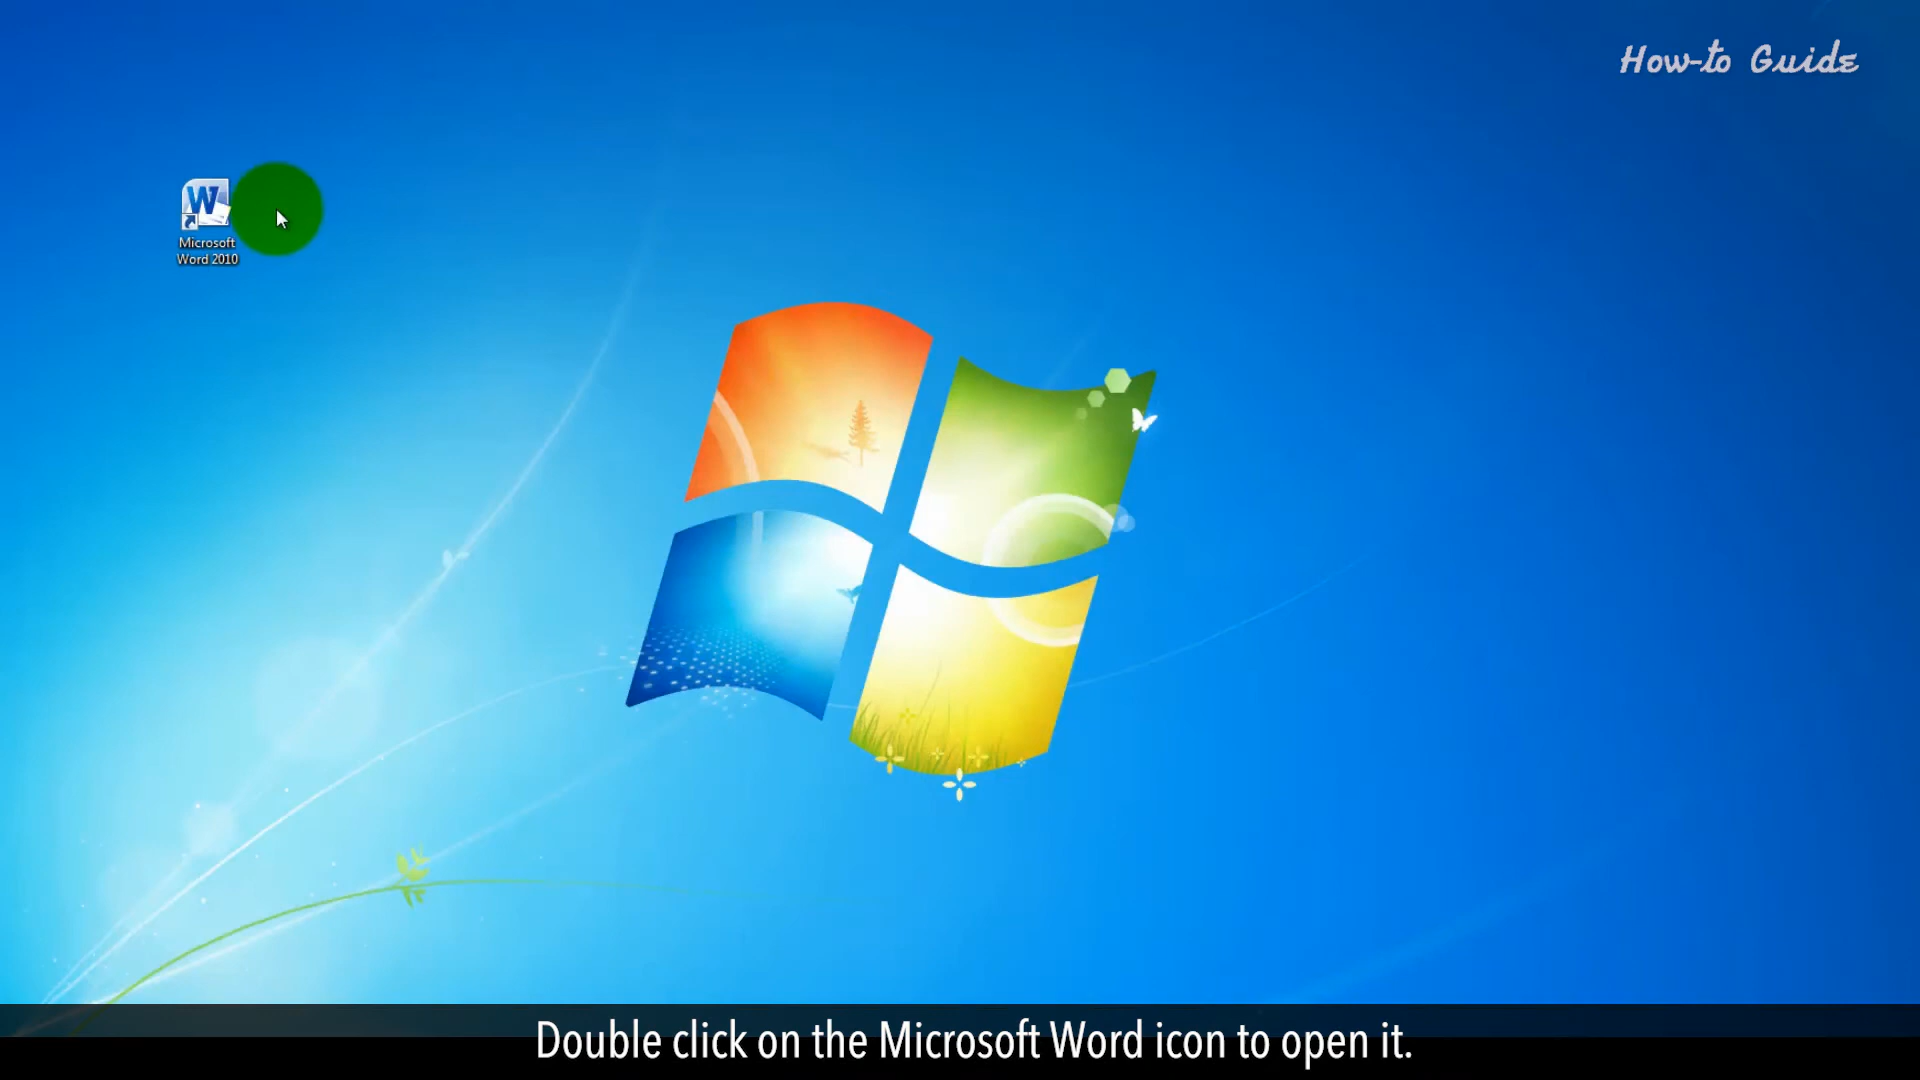 How-to Guide
W
Microsoft
Word 2010
Double click on the Microsoft Word icon to open it.